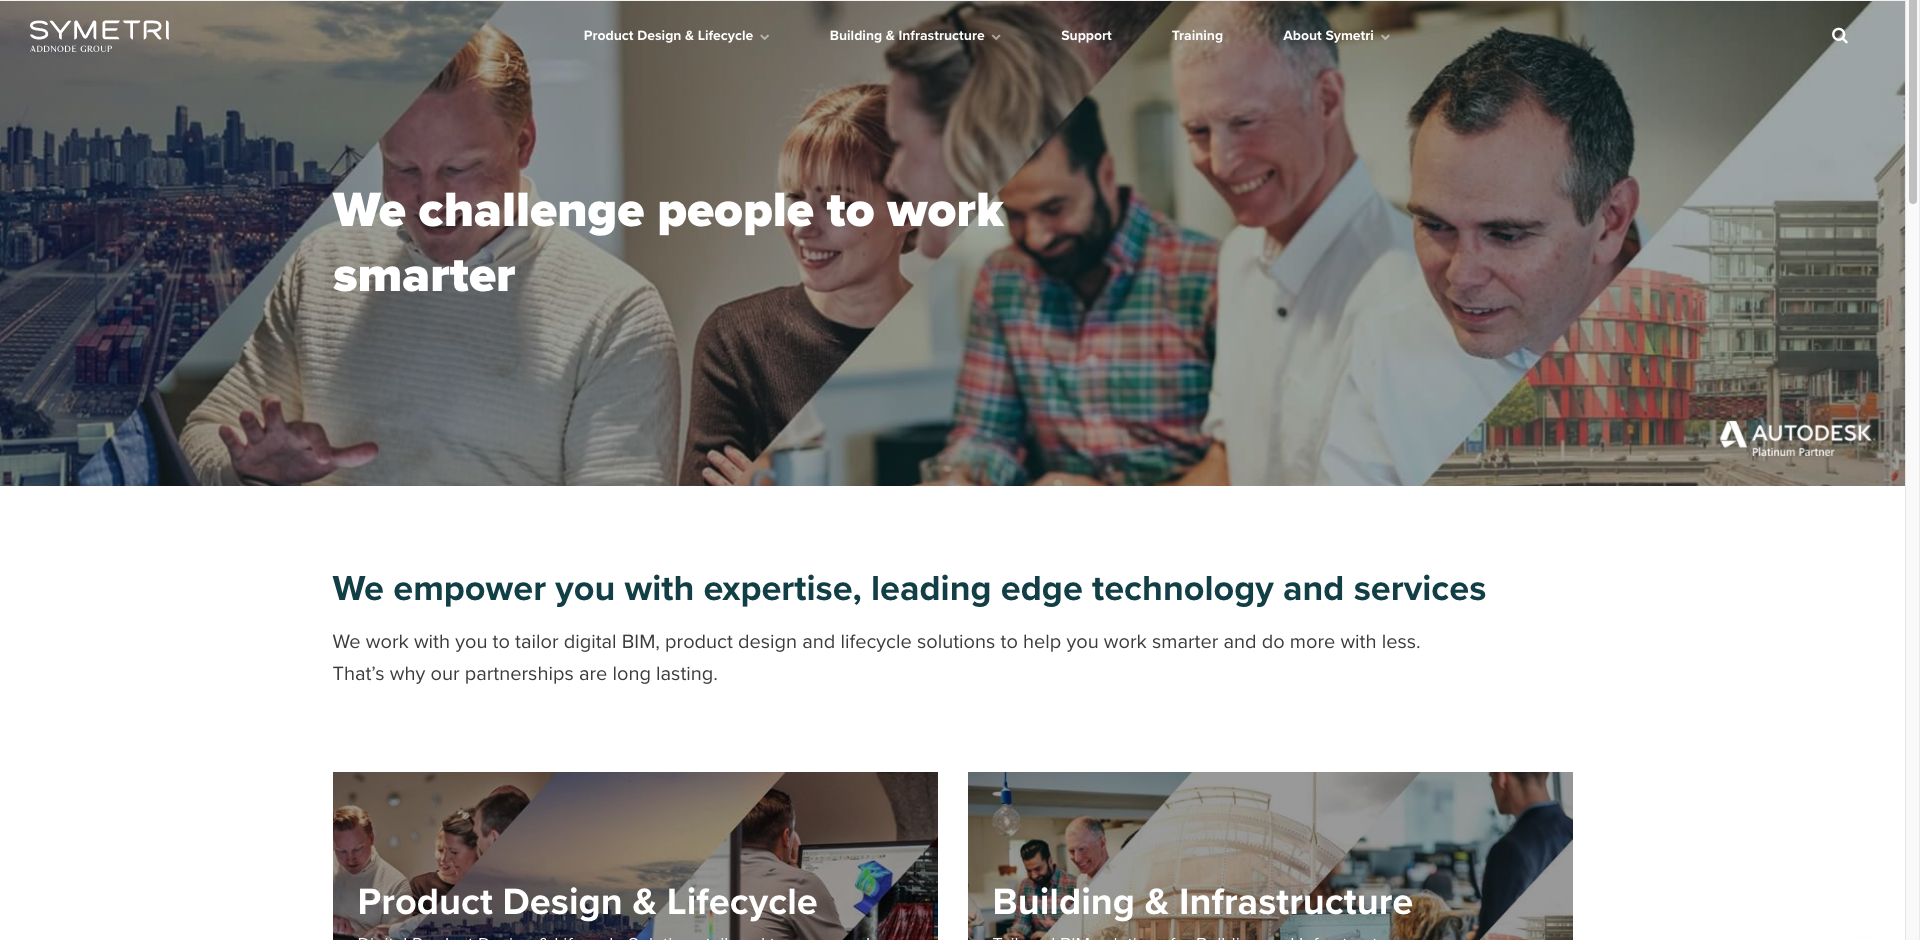 SYMETRI
ADDNODE GROUP
Product Design & Lifecycle
Building & Infrastructure
Support
Training
About Symetri
We challenge people to work
smarter
AUTODESK
Platinum Partner
We empower you with expertise, leading edge technology and services
We work with you to tailor digital BIM, product design and lifecycle solutions to help you work smarter and do more with less.
That’s why our partnerships are long lasting.
Product Design & Lifecycle
Building & Infrastructure